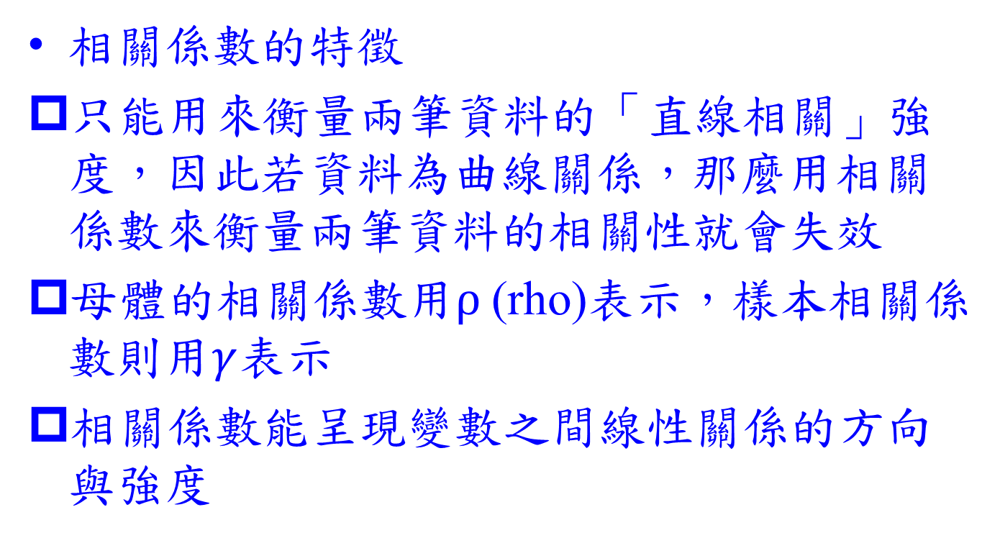 • 相關係數的特徵
只能用來衡量兩筆資料的「直線相關」強
度，因此若資料為曲線關係，那麼用相關
係數來衡量兩筆資料的相關性就會失效
母體的相關係數用ρ (rho)表示，樣本相關係
數則用γ表示
相關係數能呈現變數之間線性關係的方向
與強度